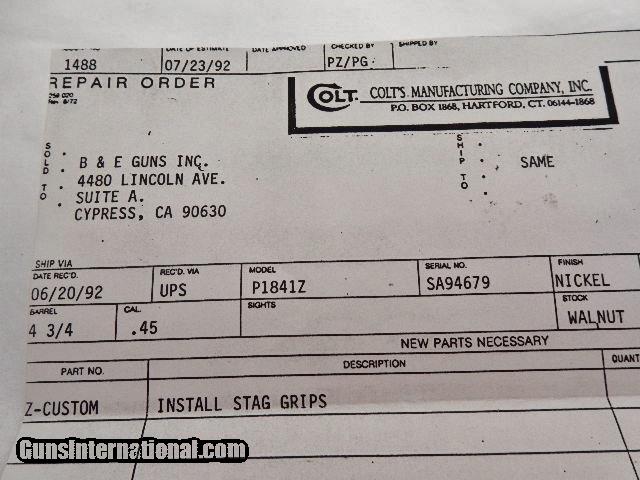 DATE OF ESTIMATE DATE APPROVED CHECKED BY SHIPPED BY
1488 07/23/92 PZ/PG
REPAIR ORDER
COLT COLT'S MANUFACTURING COMPANY, INC.
P.O. BOX 1868, HARTFORD, CT. 06144-1868
SOLD TO
B & E GUNS INC.
4480 LINCOLN AVE.
SUITE A.
CYPRESS, CA 90630
SHIP TO
SAME
SHIP VIA
DATE REC'D. REC'D. VIA MODEL SERIAL NO. FINISH
06/20/92 UPS P1841Z SA94679 NICKEL
BARREL CAL. SIGHTS STOCK
4 3/4 .45 WALNUT
NEW PARTS NECESSARY
PART NO. DESCRIPTION QUANT
Z-CUSTOM INSTALL STAG GRIPS
GunsInternational.com